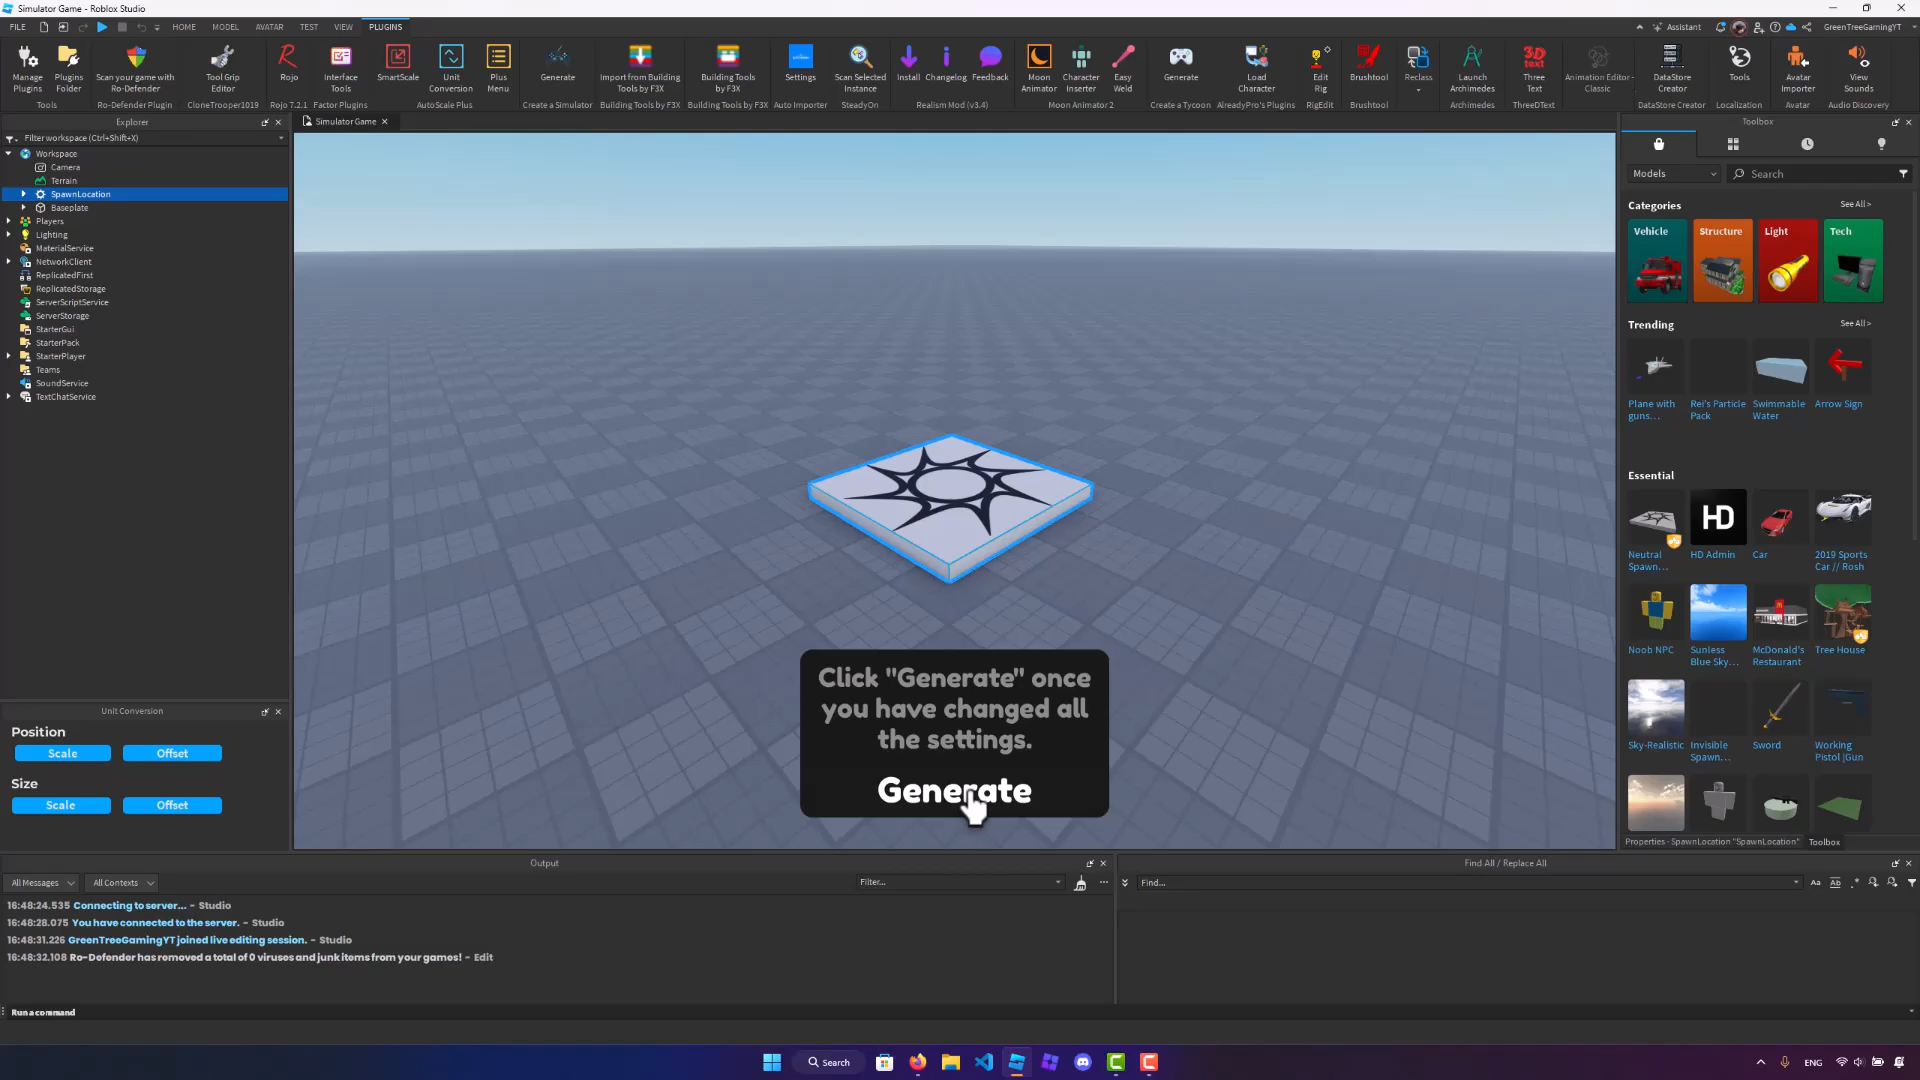 Simulator Game - Roblox Studio
FILE HOME MODEL AVATAR TEST VIEW PLUGINS
Assistant GreenTreeGamingYT
Manage Plugins
Plugins Folder
Tools
Scan your game with Ro-Defender
Ro-Defender Plugin
Tool Grip Editor
CloneTrooper1019
Rojo
Rojo 7.2.1
Interface Tools
Factor Plugins
SmartScale
Unit Conversion
AutoScale Plus
Plus Menu
Generate
Create a Simulator
Import from Building Tools by F3X
Building Tools by F3X
Building Tools by F3X
Building Tools by F3X
Settings
Auto Importer
Scan Selected Instance
SteadyOn
Install
Changelog
Feedback
Realism Mod (v3.4)
Moon Animator
Character Inserter
Easy Weld
Moon Animator 2
Generate
Create a Tycoon
Load Character
AlreadyPro's Plugins
Edit Rig
RigEdit
Brushtool
Brushtool
Reclass
Launch Archimedes
Archimedes
Three Text
ThreeDText
3D text
Animation Editor - Classic
DataStore Creator
DataStore Creator
Tools
Localization
Avatar Importer
Avatar
View Sounds
Audio Discovery
Explorer
Filter workspace (Ctrl+Shift+X)
Workspace
Camera
Terrain
SpawnLocation
Baseplate
Players
Lighting
MaterialService
NetworkClient
ReplicatedFirst
ReplicatedStorage
ServerScriptService
ServerStorage
StarterGui
StarterPack
StarterPlayer
Teams
SoundService
TextChatService
Unit Conversion
Position
Scale Offset
Size
Scale Offset
Simulator Game
Click "Generate" once
you have changed all
the settings.
Generate
Toolbox
Models
Search
Categories See All >
Vehicle Structure Light Tech
Trending See All >
Plane with guns...
Rei's Particle Pack
Swimmable Water
Arrow Sign
Essential
HD
Neutral Spawn...
HD Admin
Car
2019 Sports Car // Rosh
Noob NPC
Sunless Blue Sky...
McDonald's Restaurant
Tree House
Sky-Realistic
Invisible Spawn...
Sword
Working Pistol |Gun
Properties - SpawnLocation "SpawnLocation" Toolbox
Output
All Messages All Contexts Filter...
16:48:24.535 Connecting to server... - Studio
16:48:28.075 You have connected to the server. - Studio
16:48:31.226 GreenTreeGamingYT joined live editing session. - Studio
16:48:32.108 Ro-Defender has removed a total of 0 viruses and junk items from your games! - Edit
Find All / Replace All
Find...
Aa Ab .*
Run a command
Search
ENG